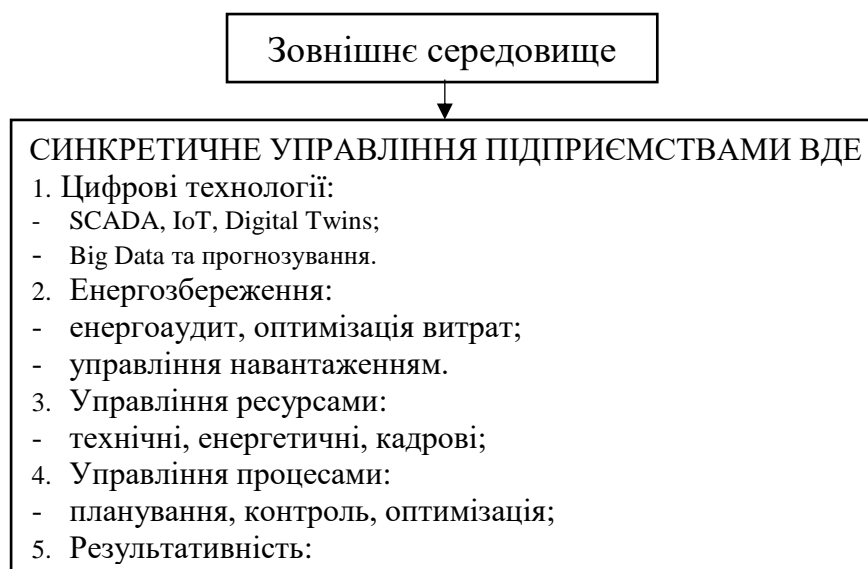 Зовнішнє середовище
СИНКРЕТИЧНЕ УПРАВЛІННЯ ПІДПРИЄМСТВАМИ ВДЕ
1. Цифрові технології:
- SCADA, IoT, Digital Twins;
- Big Data та прогнозування.
2. Енергозбереження:
- енергоаудит, оптимізація витрат;
- управління навантаженням.
3. Управління ресурсами:
- технічні, енергетичні, кадрові;
4. Управління процесами:
- планування, контроль, оптимізація;
5. Результативність: